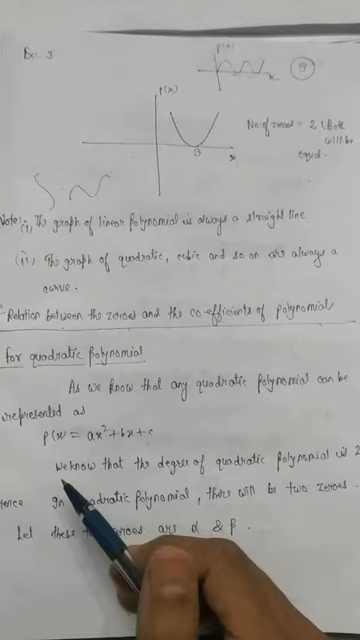 P(x)
x
P(x)
No. of zeroes = 2 (Both
will be
equal.
x
Note:- (i) The graph of linear polynomial is always a straight line
(ii) The graph of quadratic, cubic and so on are always a
curve.
Relation between the zeroes and the co-efficients of polynomial
For quadratic polynomial
As we know that any quadratic polynomial can be
represented as
P(x) = ax²+bx+c
We know that the degree of quadratic polynomial is 2
Hence In quadratic polynomial, there will be two zeroes.
Let these zeroes are α & β.